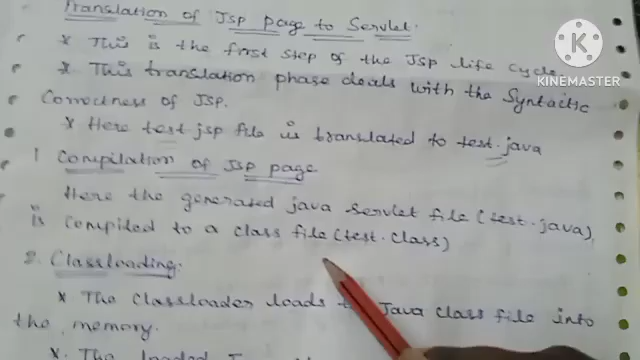 Translation of Jsp page to Servlet.
* This is the first step of the JSP life cycle
* This translation phase deals with the Syntactic
Correctness of JSP.
* Here test.jsp file is translated to test.java
1 Compilation of Jsp page
Here the generated java servlet file (test.java)
is compiled to a class file (test.class)
2. Classloading.
* The classloader loads the Java class file into
the memory.
* The loaded
K
KINEMASTER